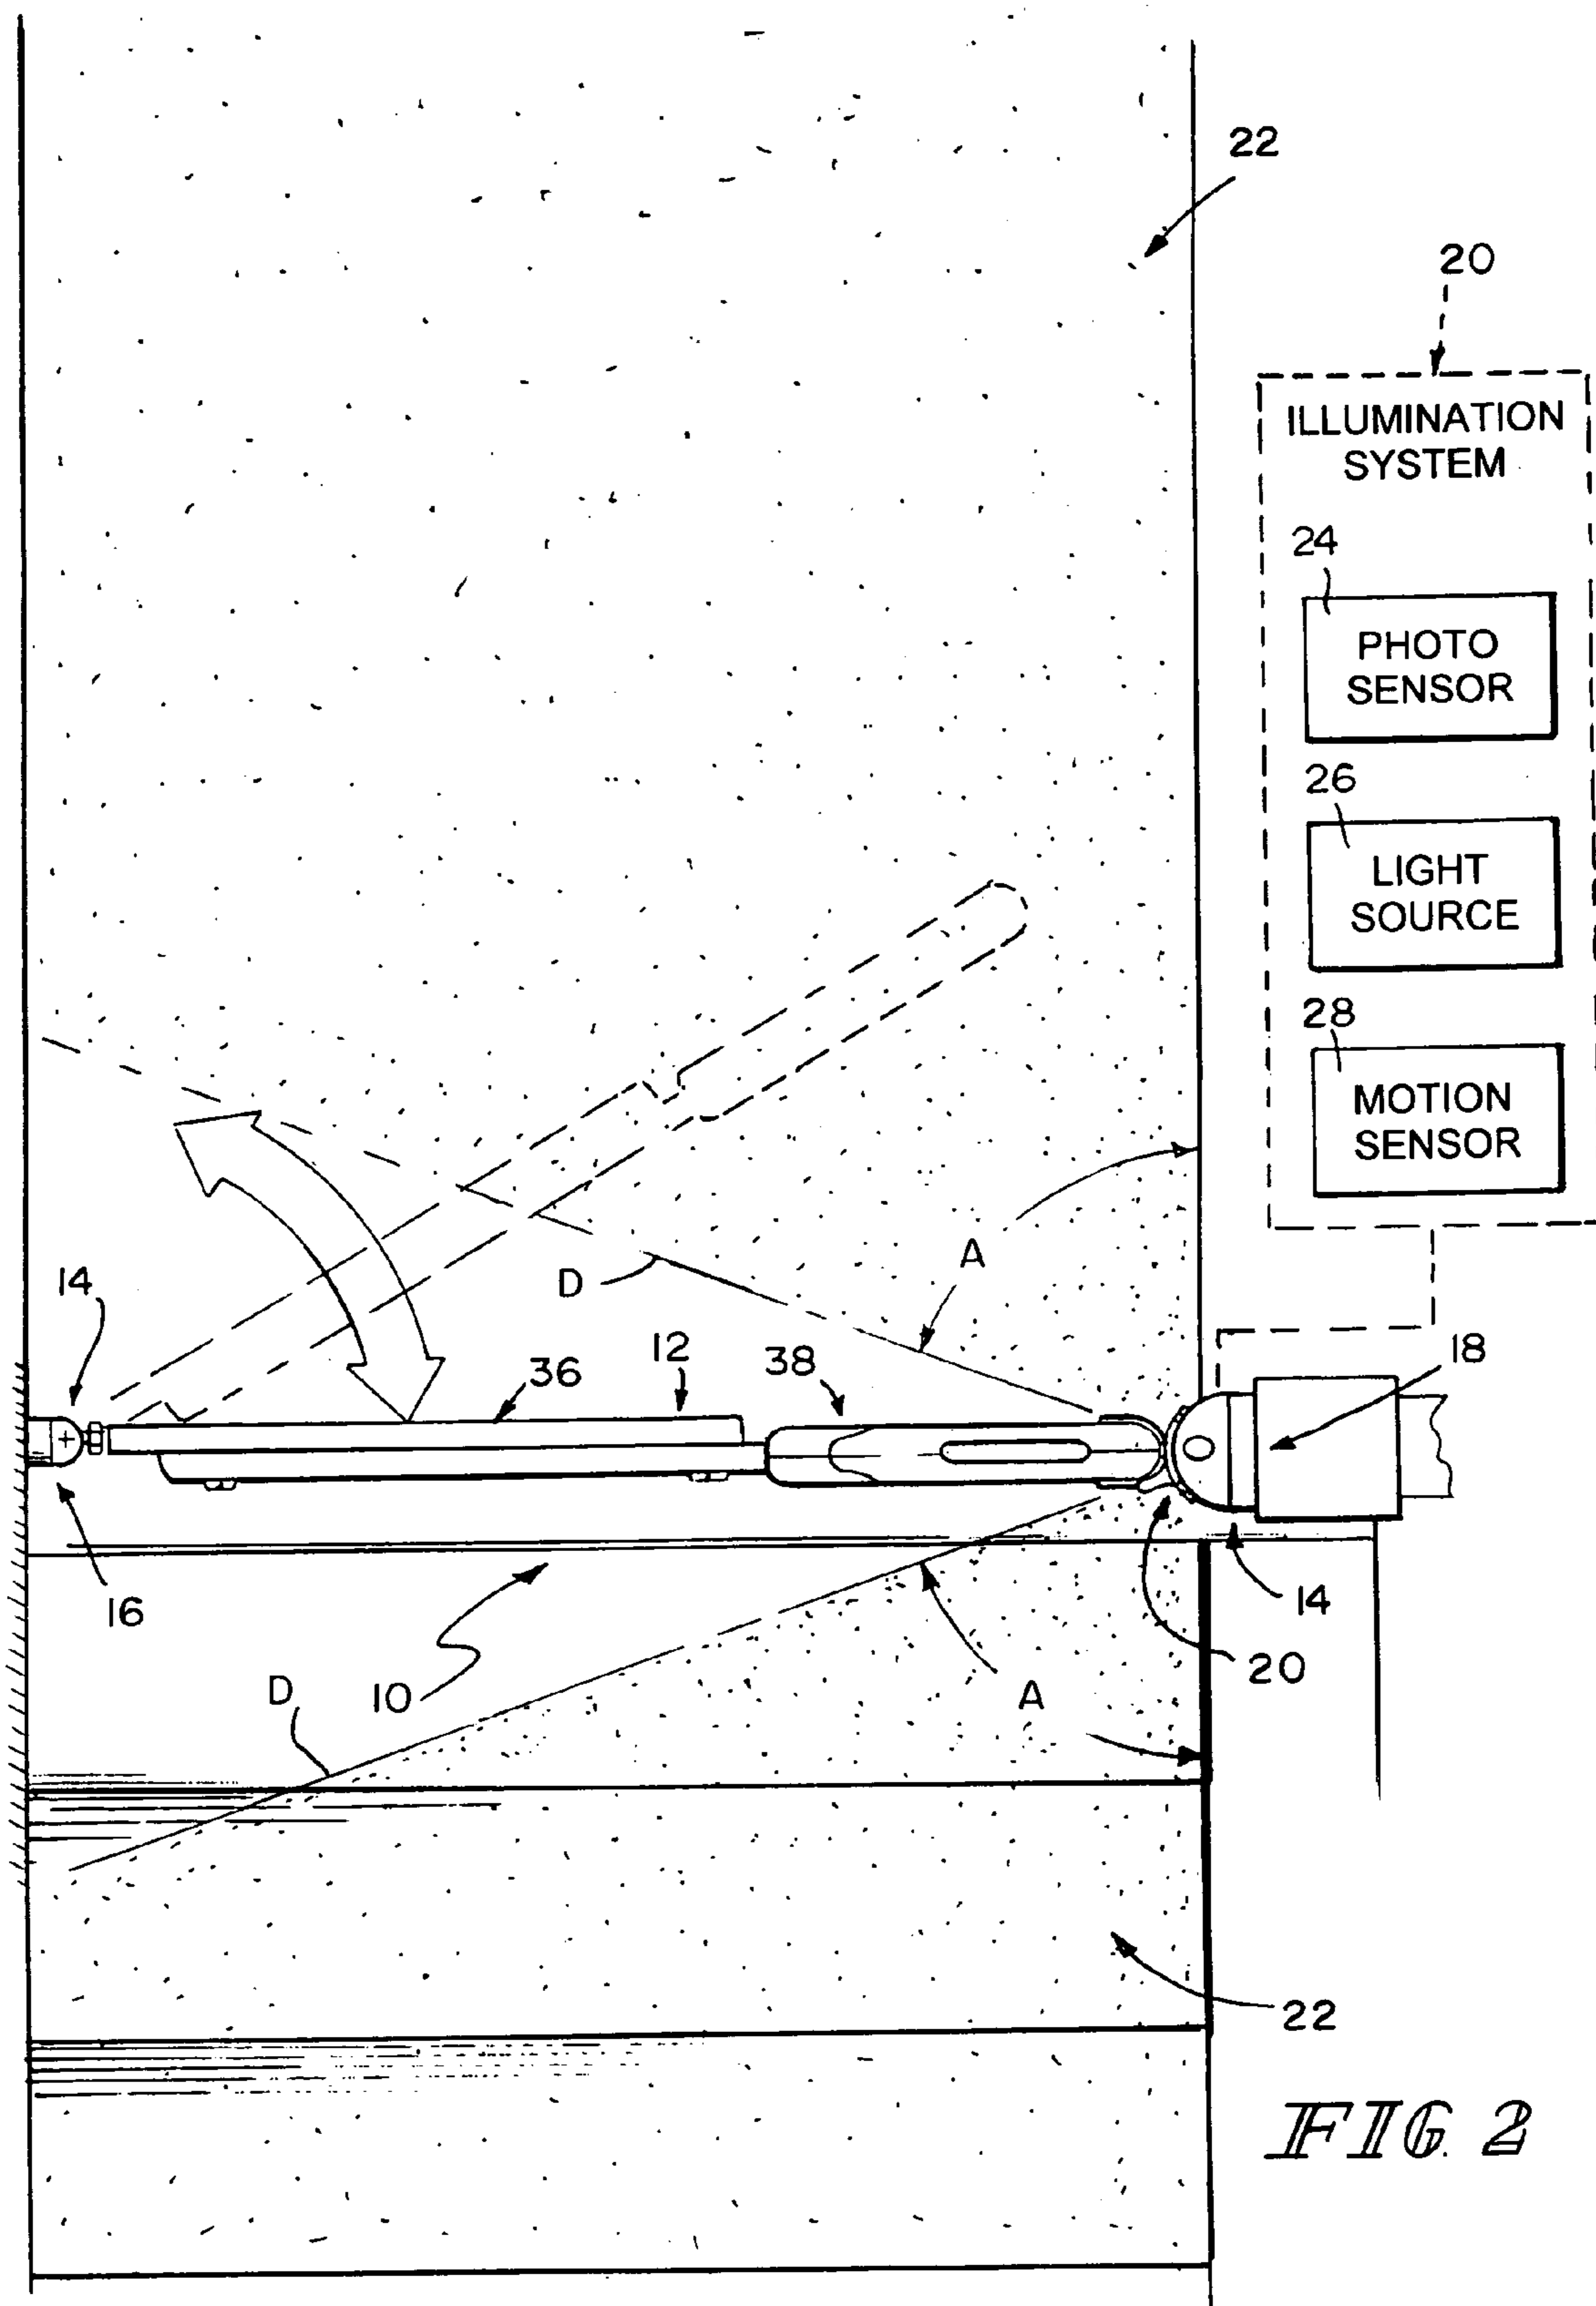 22
20
ILLUMINATION
SYSTEM
24
PHOTO
SENSOR
26
LIGHT
SOURCE
28
MOTION
SENSOR
A
D
14
36
12
38
18
16
10
14
20
D
A
22
FIG. 2